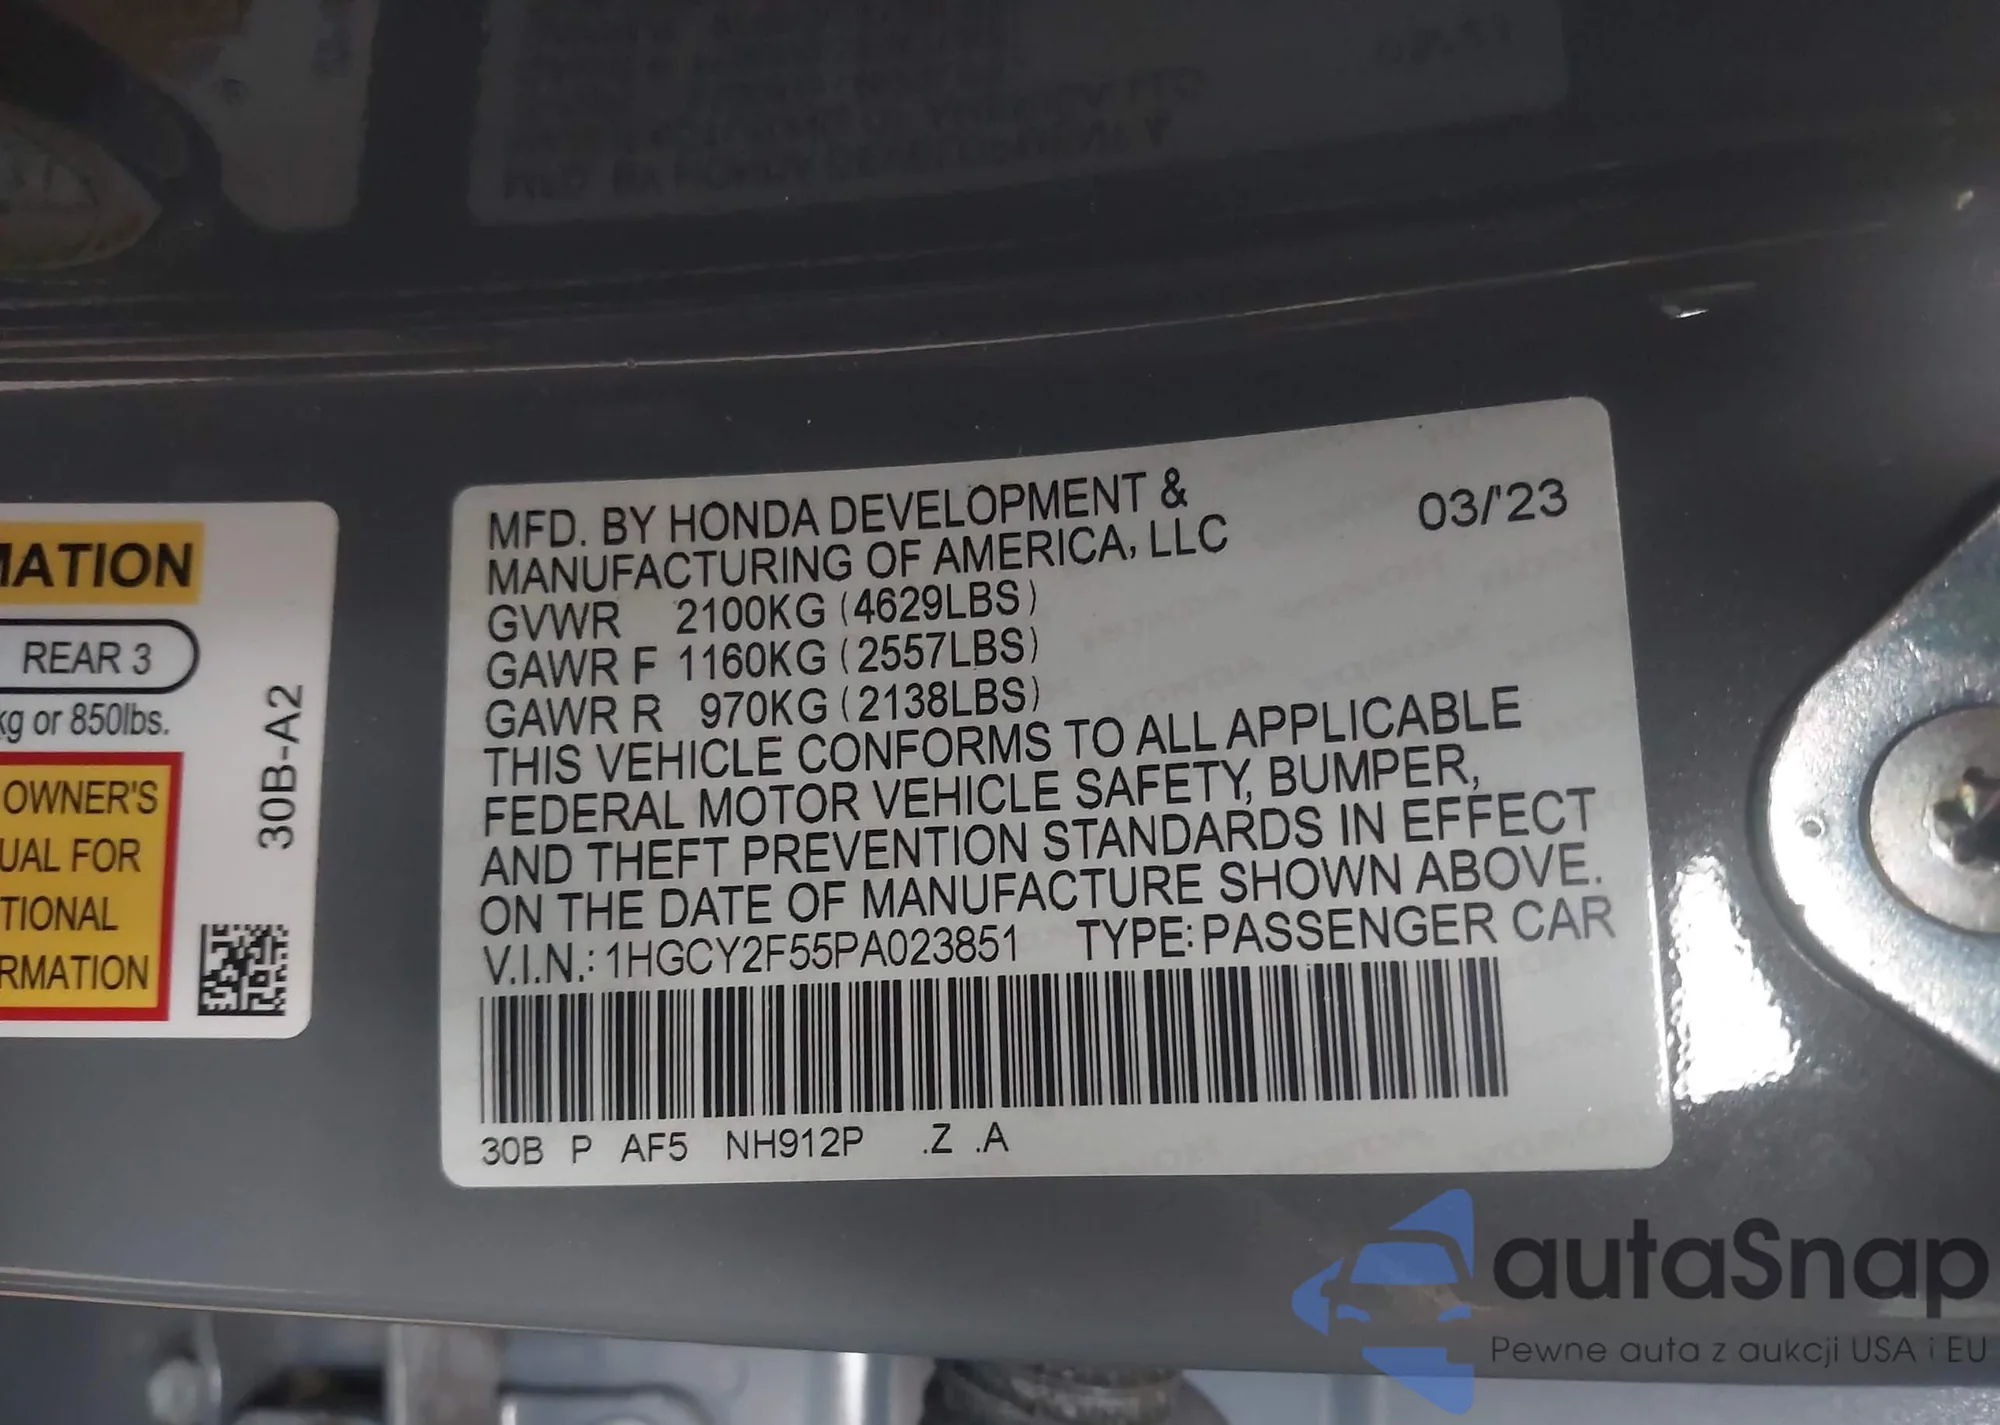 MATION
REAR 3
kg or 850lbs.
OWNER'S
UAL FOR
TIONAL
RMATION
30B-A2
MFD. BY HONDA DEVELOPMENT & 03/'23
MANUFACTURING OF AMERICA, LLC
GVWR 2100KG (4629LBS)
GAWR F 1160KG (2557LBS)
GAWR R 970KG (2138LBS)
THIS VEHICLE CONFORMS TO ALL APPLICABLE
FEDERAL MOTOR VEHICLE SAFETY, BUMPER,
AND THEFT PREVENTION STANDARDS IN EFFECT
ON THE DATE OF MANUFACTURE SHOWN ABOVE.
V.I.N.: 1HGCY2F55PA023851 TYPE: PASSENGER CAR
30B P AF5 NH912P .Z .A
autaSnap
Pewne auta z aukcji USA i EU